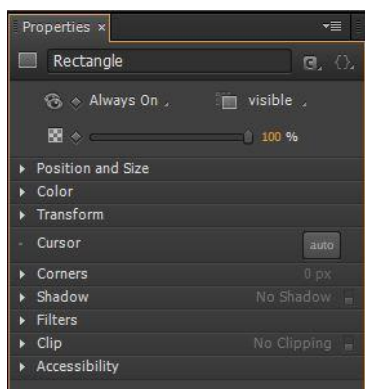 Properties ×
Rectangle C, {},
Always On visible
100 %
Position and Size
Color
Transform
Cursor auto
Corners 0 px
Shadow No Shadow
Filters
Clip No Clipping
Accessibility